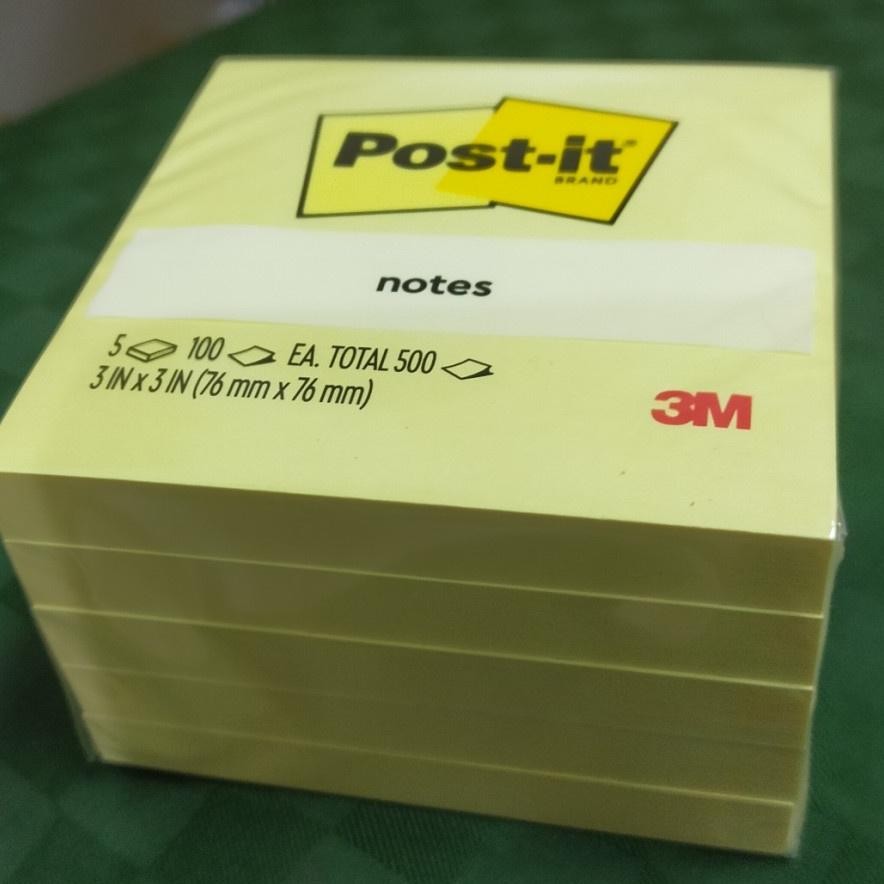 Post-it®
BRAND
notes
5 100 EA. TOTAL 500
3 IN x 3 IN (76 mm x 76 mm)
3M